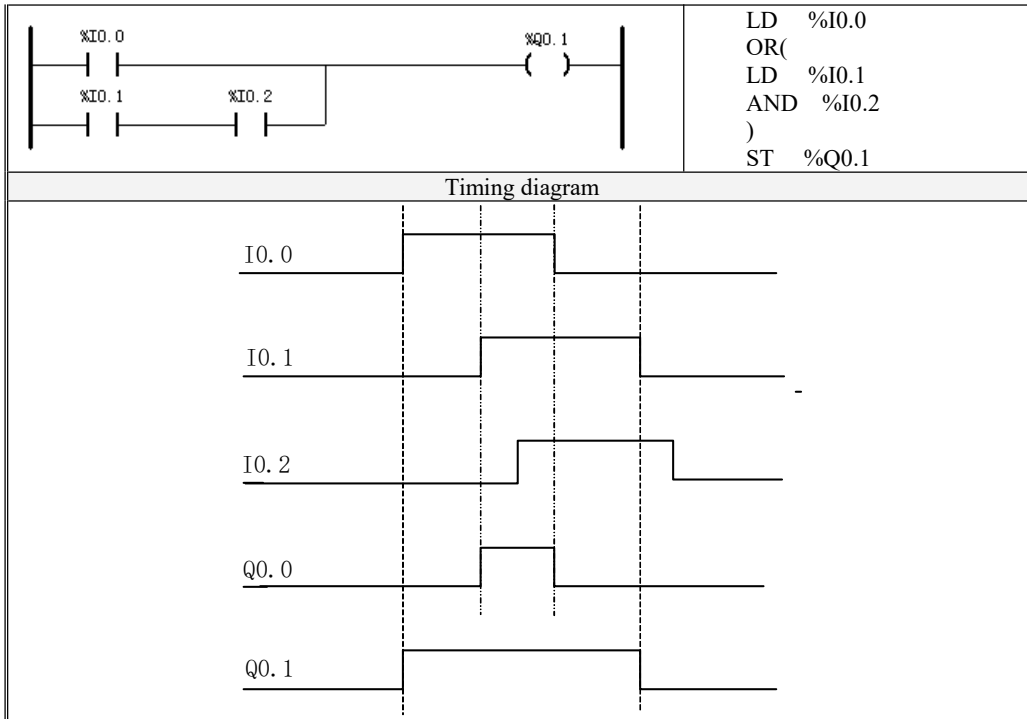 %I0.0 %Q0.1
%I0.1 %I0.2
LD %I0.0
OR(
LD %I0.1
AND %I0.2
)
ST %Q0.1
Timing diagram
I0.0
I0.1
I0.2
Q0.0
Q0.1